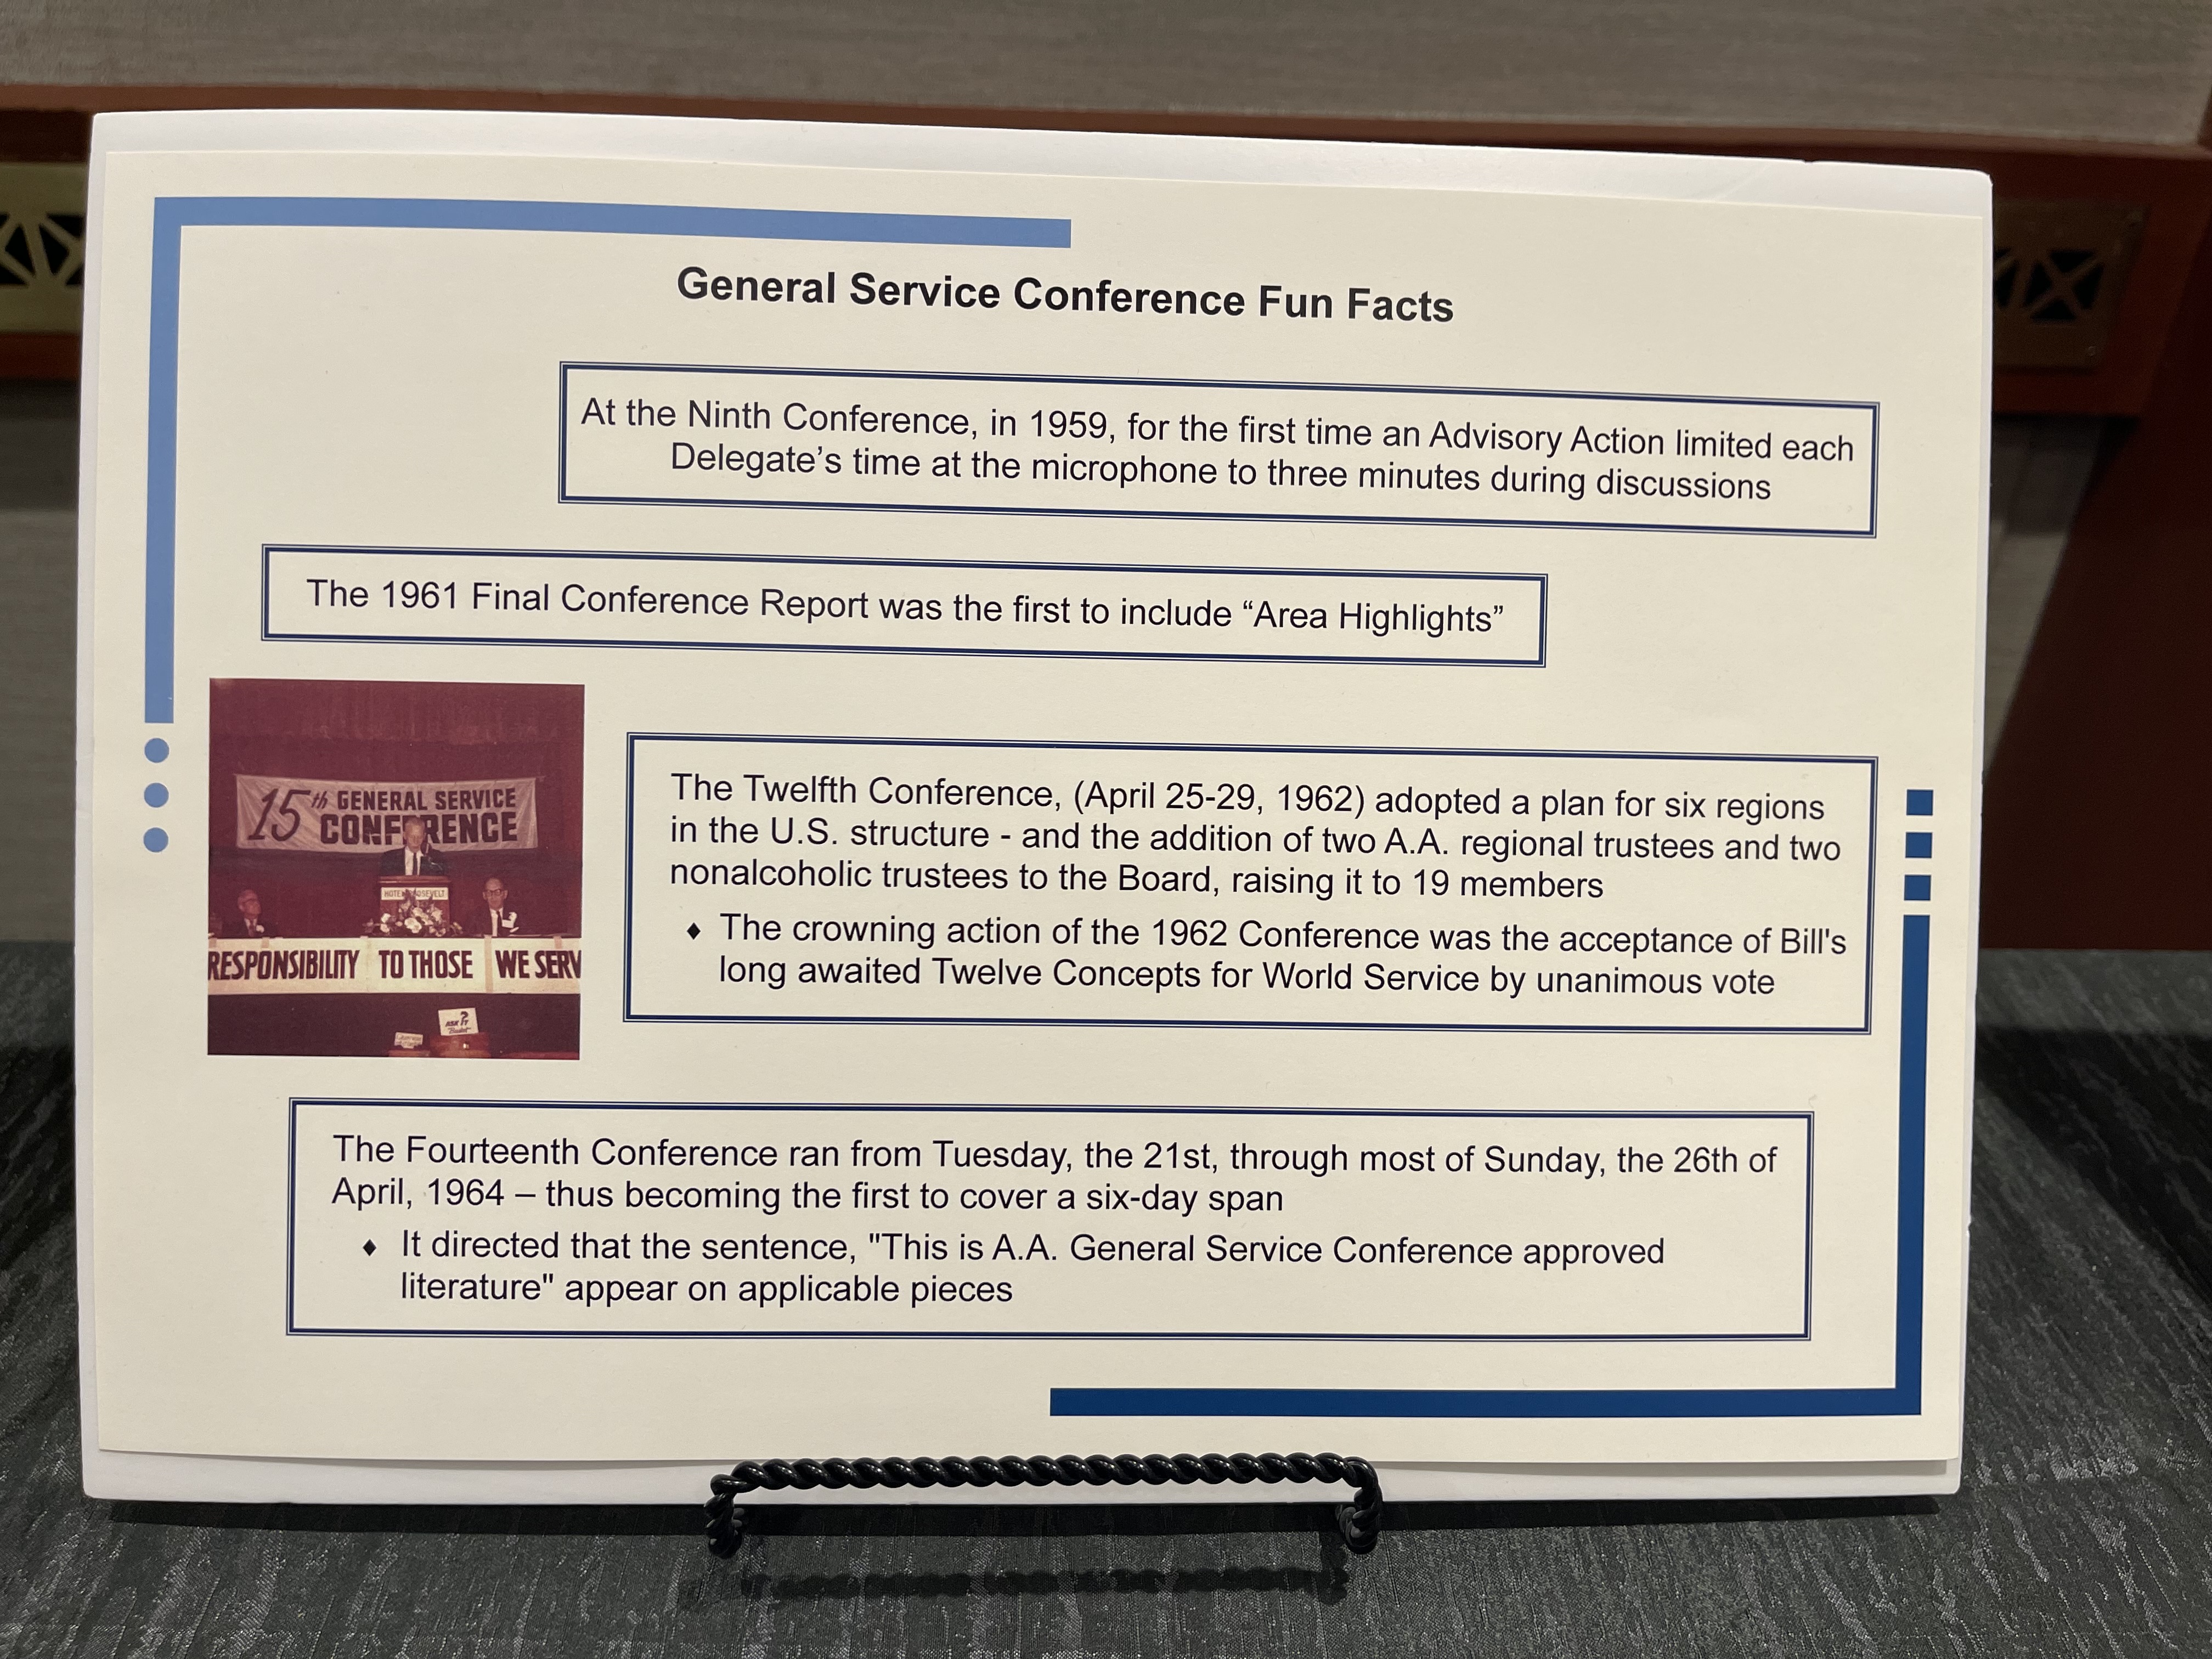 General Service Conference Fun Facts
At the Ninth Conference, in 1959, for the first time an Advisory Action limited each
Delegate’s time at the microphone to three minutes during discussions
The 1961 Final Conference Report was the first to include “Area Highlights”
15th GENERAL SERVICE
CONFERENCE
HOTEL ROOSEVELT
RESPONSIBILITY TO THOSE WE SERV
ASK IT
?
The Twelfth Conference, (April 25-29, 1962) adopted a plan for six regions
in the U.S. structure - and the addition of two A.A. regional trustees and two
nonalcoholic trustees to the Board, raising it to 19 members
♦ The crowning action of the 1962 Conference was the acceptance of Bill's
long awaited Twelve Concepts for World Service by unanimous vote
The Fourteenth Conference ran from Tuesday, the 21st, through most of Sunday, the 26th of
April, 1964 – thus becoming the first to cover a six-day span
♦ It directed that the sentence, "This is A.A. General Service Conference approved
literature" appear on applicable pieces